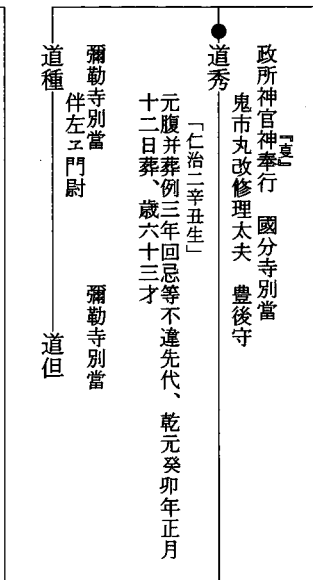 『叓』
政所神官神奉行　國分寺別當
鬼市丸改修理太夫　豊後守
道秀
「仁治二辛丑生」
元腹并葬例三年回忌等不違先代、乾元癸卯年正月
十二日葬、歳六十三才
彌勒寺別當
伴左ヱ門尉
道種
彌勒寺別當
道但